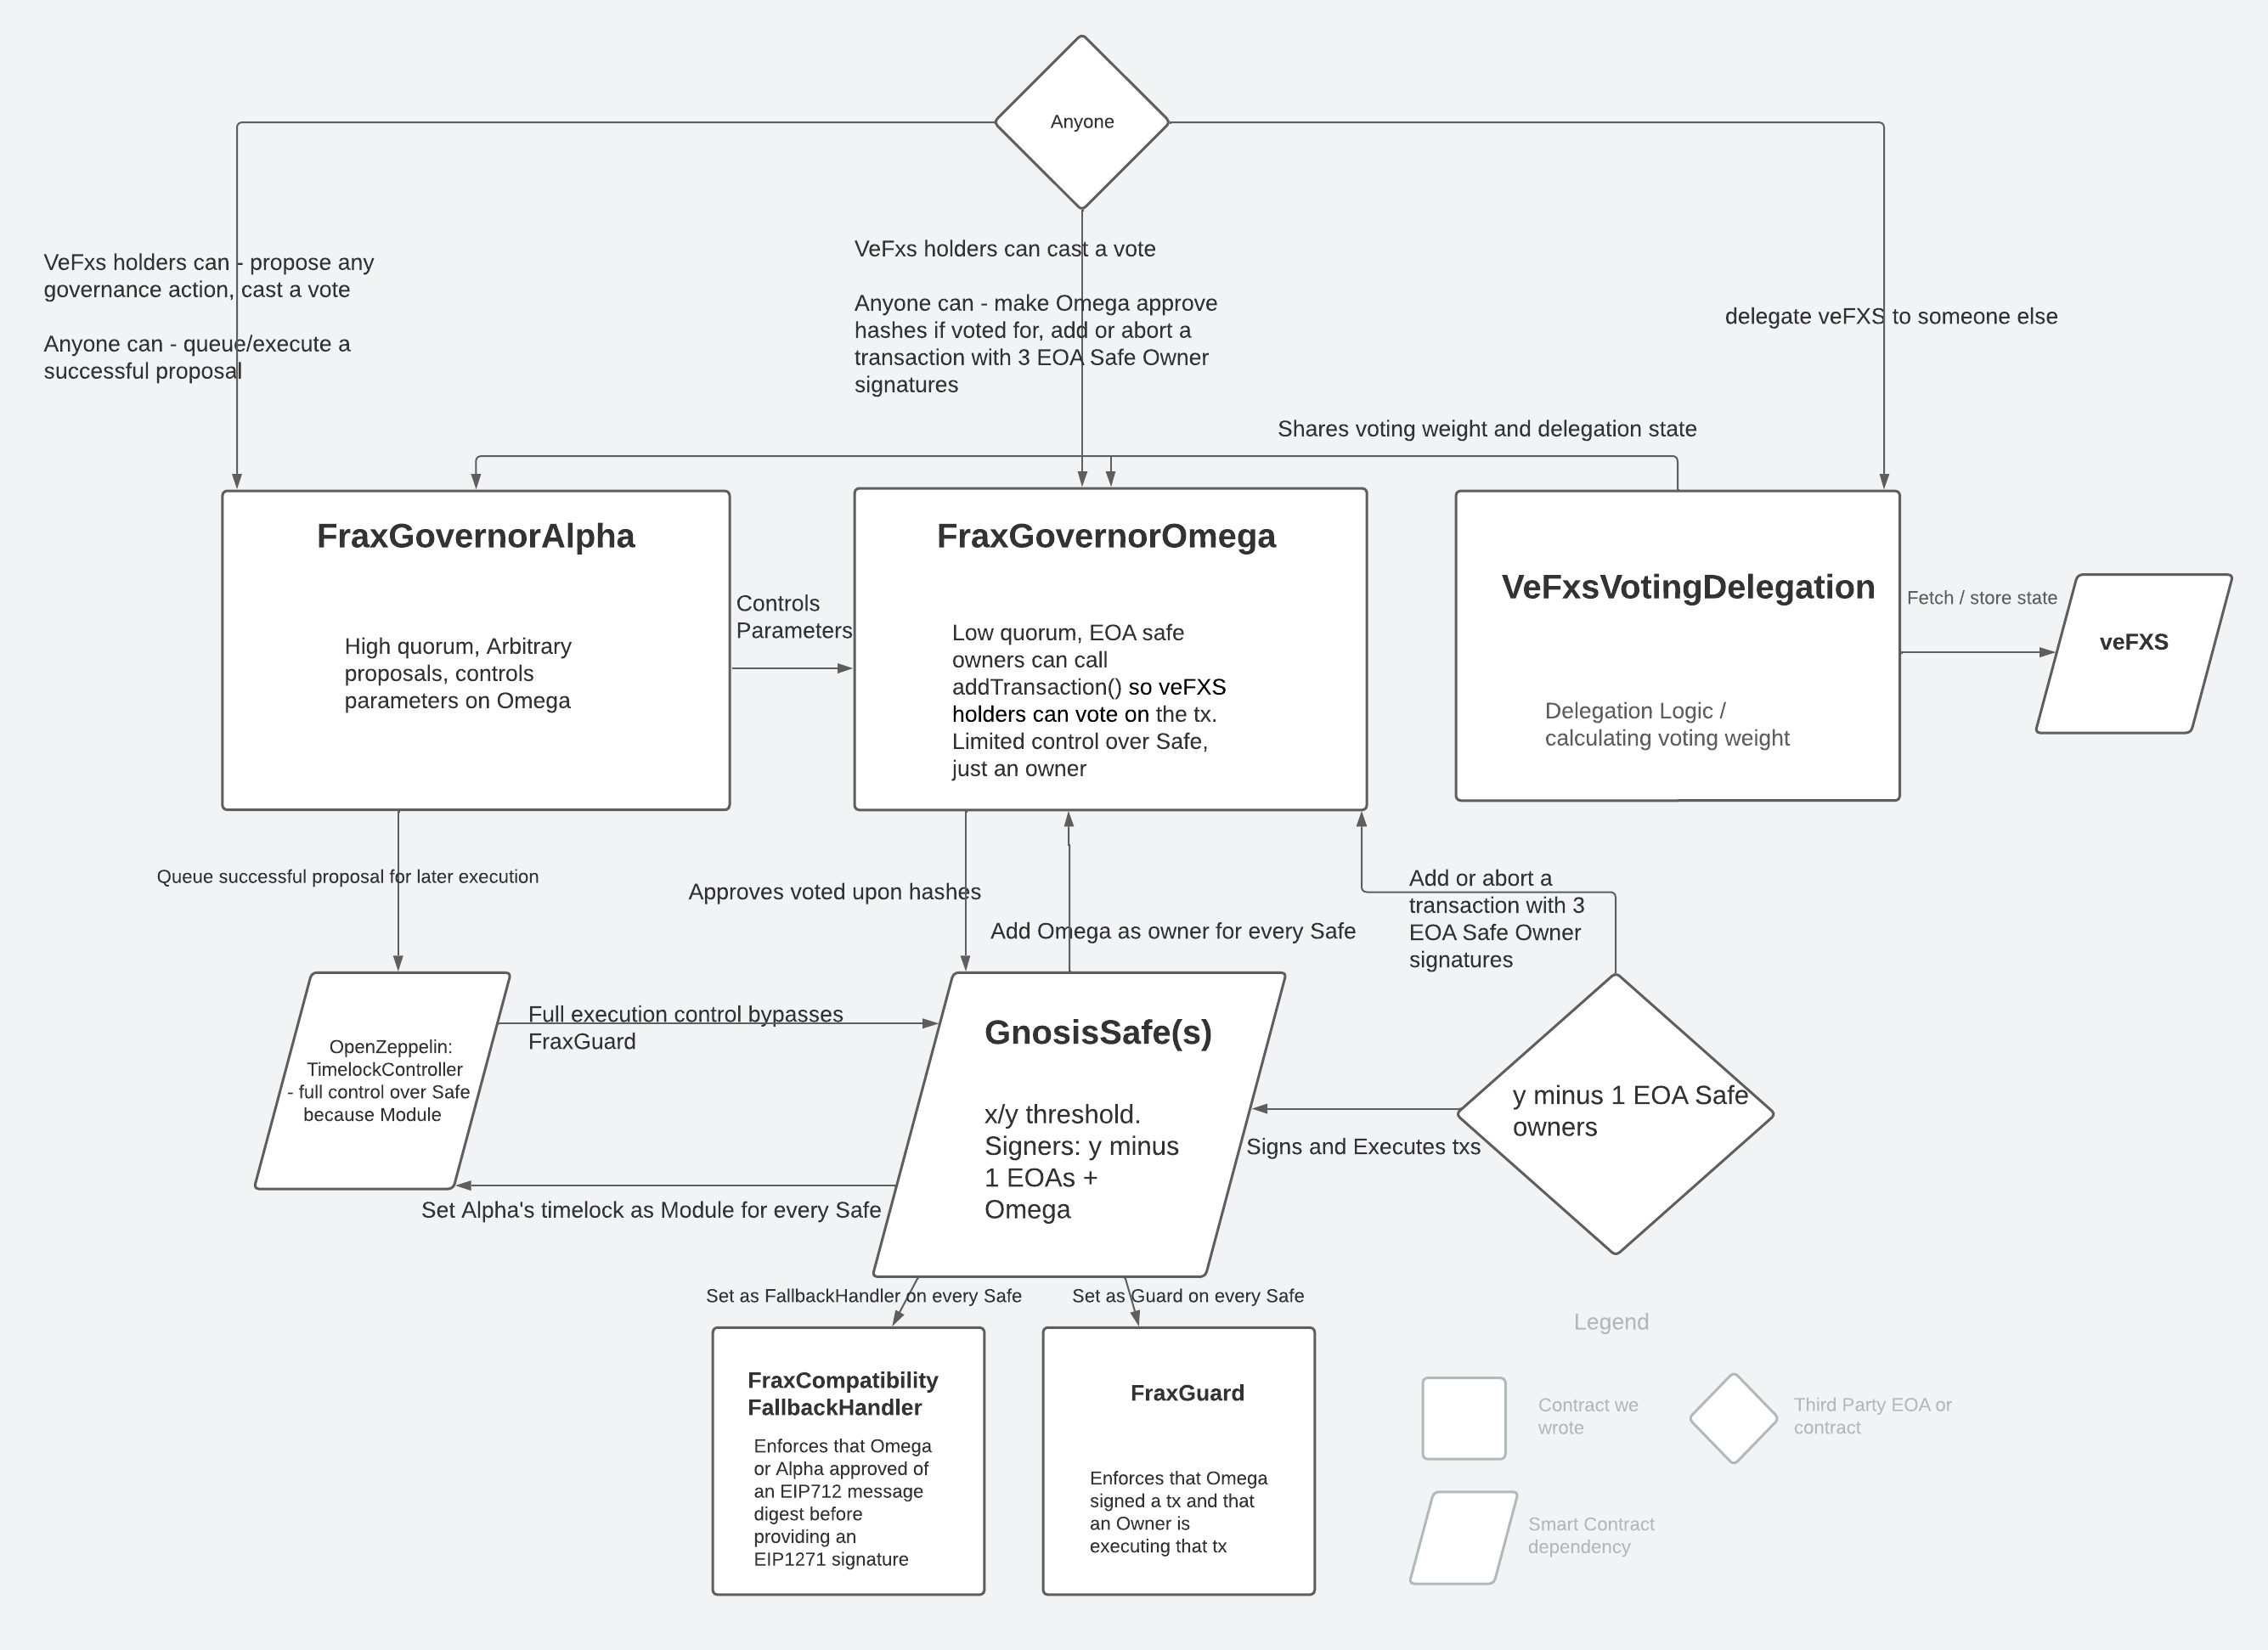 Anyone
VeFxs holders can - propose any
governance action, cast a vote
Anyone can - queue/execute a
successful proposal
VeFxs holders can cast a vote
Anyone can - make Omega approve
hashes if voted for, add or abort a
transaction with 3 EOA Safe Owner
signatures
delegate veFXS to someone else
Shares voting weight and delegation state
FraxGovernorAlpha
High quorum, Arbitrary
proposals, controls
parameters on Omega
Controls
Parameters
FraxGovernorOmega
Low quorum, EOA safe
owners can call
addTransaction() so veFXS
holders can vote on the tx.
Limited control over Safe,
just an owner
VeFxsVotingDelegation
Delegation Logic /
calculating voting weight
Fetch / store state
veFXS
Queue successful proposal for later execution
Approves voted upon hashes
Add Omega as owner for every Safe
Add or abort a
transaction with 3
EOA Safe Owner
signatures
OpenZeppelin:
TimelockController
- full control over Safe
because Module
Full execution control bypasses
FraxGuard
GnosisSafe(s)
x/y threshold.
Signers: y minus
1 EOAs +
Omega
y minus 1 EOA Safe
owners
Signs and Executes txs
Set Alpha's timelock as Module for every Safe
Set as FallbackHandler on every Safe
Set as Guard on every Safe
FraxCompatibility
FallbackHandler
Enforces that Omega
or Alpha approved of
an EIP712 message
digest before
providing an
EIP1271 signature
FraxGuard
Enforces that Omega
signed a tx and that
an Owner is
executing that tx
Legend
Contract we
wrote
Third Party EOA or
contract
Smart Contract
dependency